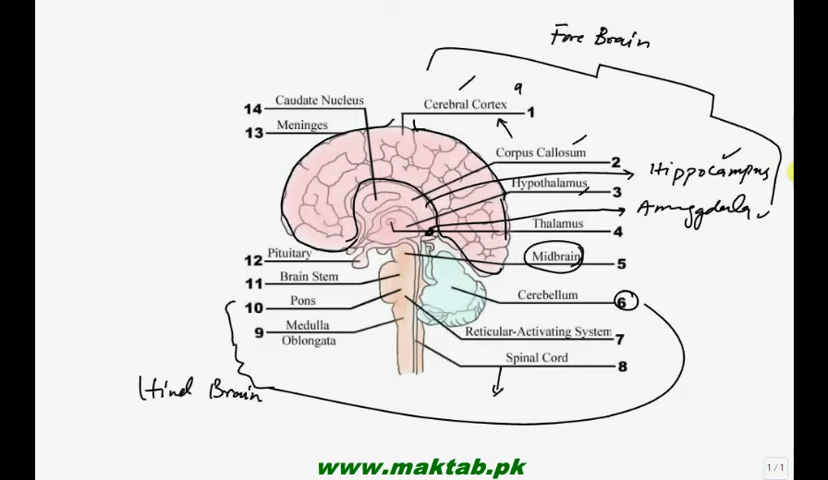 Fore Brain
14 Caudate Nucleus
Cerebral Cortex 1
13 Meninges
Corpus Callosum 2
Hippocampus
Hypothalamus 3
Amygdala
Thalamus 4
12 Pituitary
Midbrain 5
11 Brain Stem
10 Pons
Cerebellum 6
9 Medulla
Oblongata
Reticular-Activating System 7
Spinal Cord 8
Hind Brain
www.maktab.pk
1/1